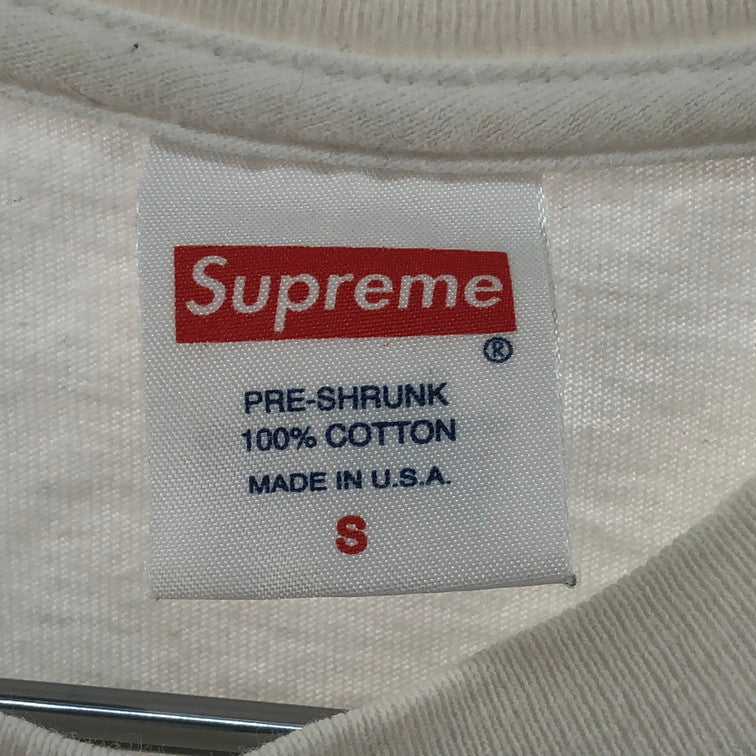 Supreme
®
PRE-SHRUNK
100% COTTON
MADE IN U.S.A.
S